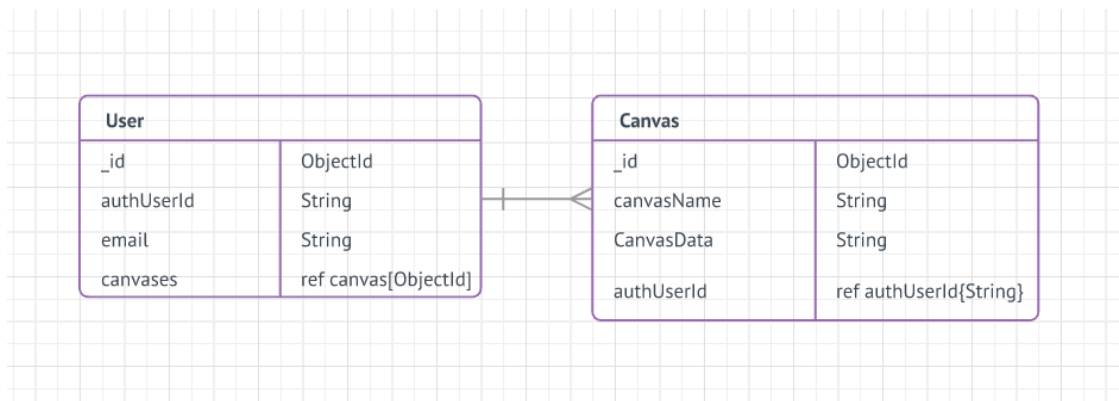 User
_id ObjectId
authUserId String
email String
canvases ref canvas[ObjectId]
Canvas
_id ObjectId
canvasName String
CanvasData String
authUserId ref authUserId{String}